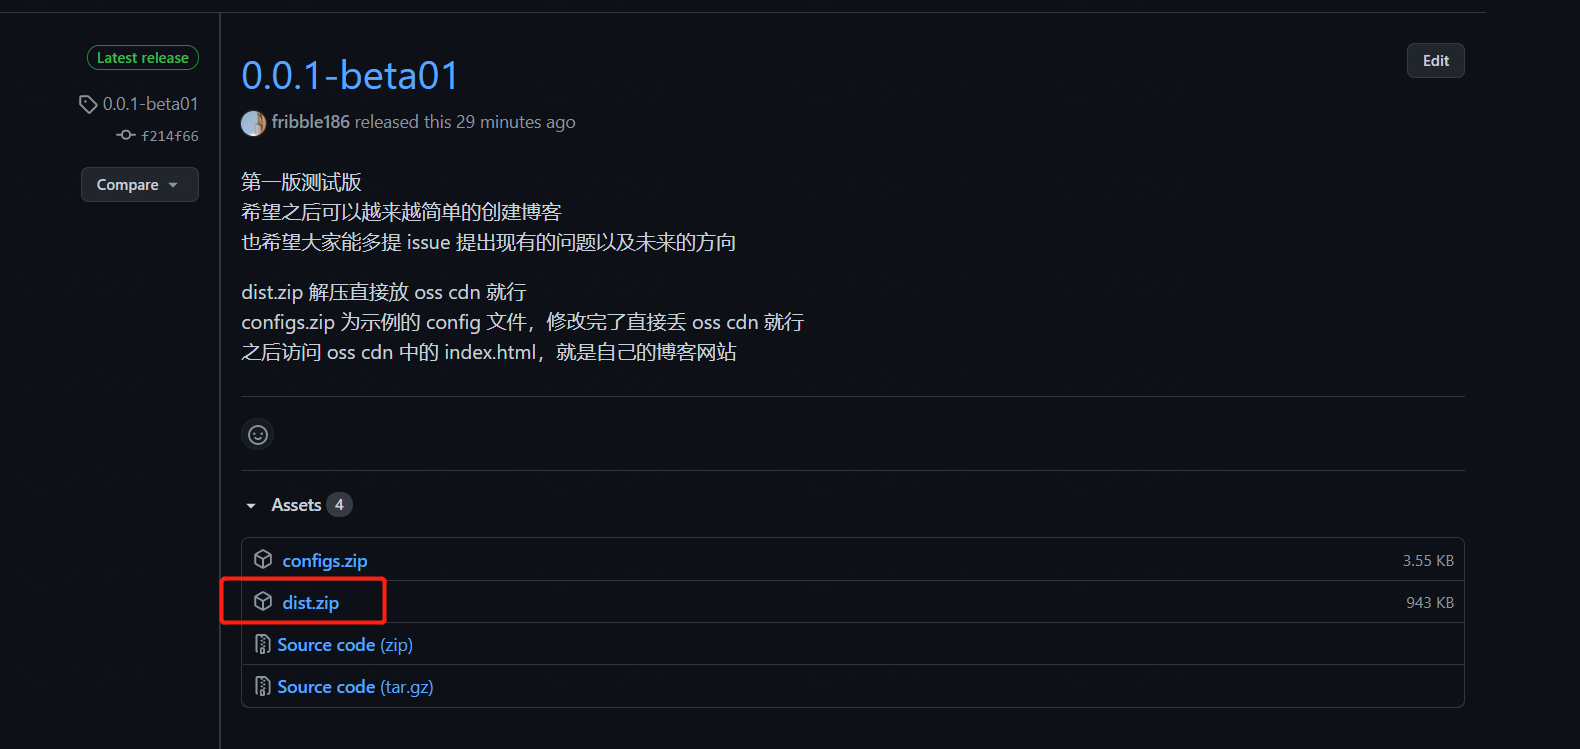 Latest release
0.0.1-beta01
f214f66
Compare
0.0.1-beta01
Edit
fribble186 released this 29 minutes ago
第一版测试版
希望之后可以越来越简单的创建博客
也希望大家能多提 issue 提出现有的问题以及未来的方向
dist.zip 解压直接放 oss cdn 就行
configs.zip 为示例的 config 文件，修改完了直接丢 oss cdn 就行
之后访问 oss cdn 中的 index.html，就是自己的博客网站
Assets 4
configs.zip 3.55 KB
dist.zip 943 KB
Source code (zip)
Source code (tar.gz)